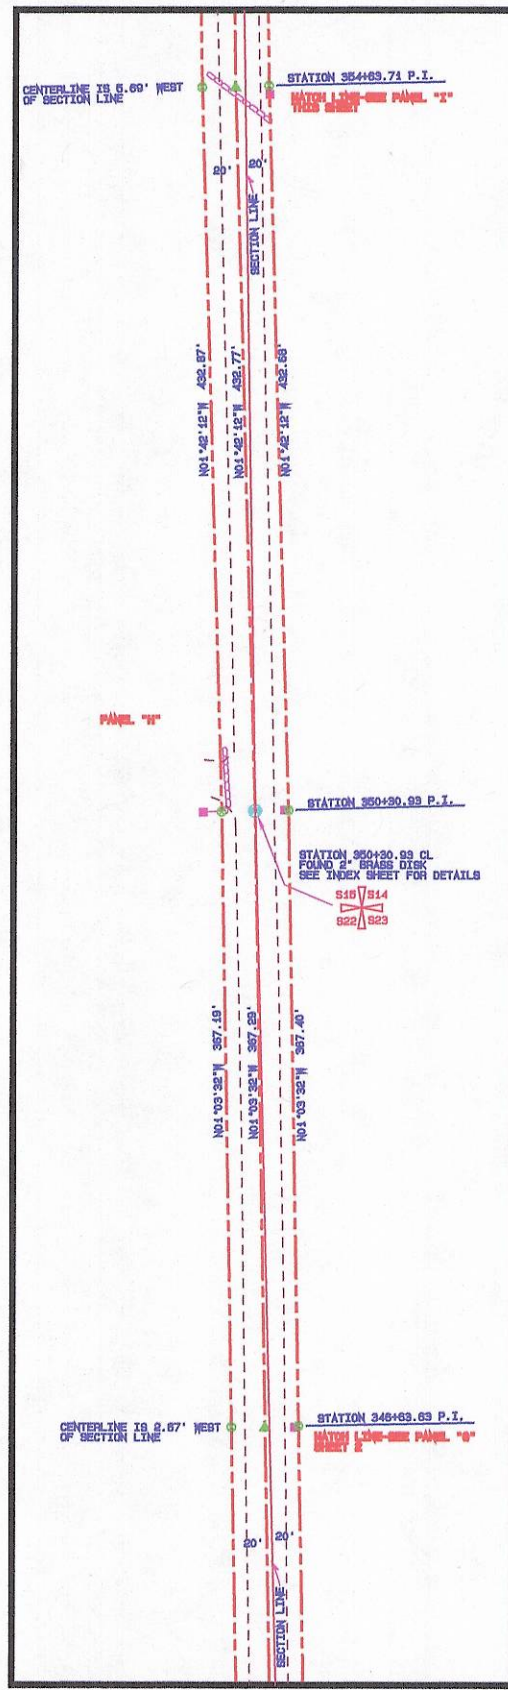 STATION 354+63.71 P.I.
CENTERLINE IS 5.69' WEST
OF SECTION LINE
MATCH LINE-SEE PANEL "I"
THIS SHEET
20' 20'
SECTION LINE
N01°42'12"W 432.87'
N01°42'12"W 432.77'
N01°42'12"W 432.68'
PANEL "H"
STATION 350+30.93 P.I.
STATION 350+30.93 CL
FOUND 2" BRASS DISK
SEE INDEX SHEET FOR DETAILS
S15 S14
S22 S23
N01°03'32"W 367.19'
N01°03'32"W 367.29'
N01°03'32"W 367.40'
STATION 346+63.63 P.I.
CENTERLINE IS 2.67' WEST
OF SECTION LINE
MATCH LINE-SEE PANEL "G"
SHEET 2
20' 20'
SECTION LINE